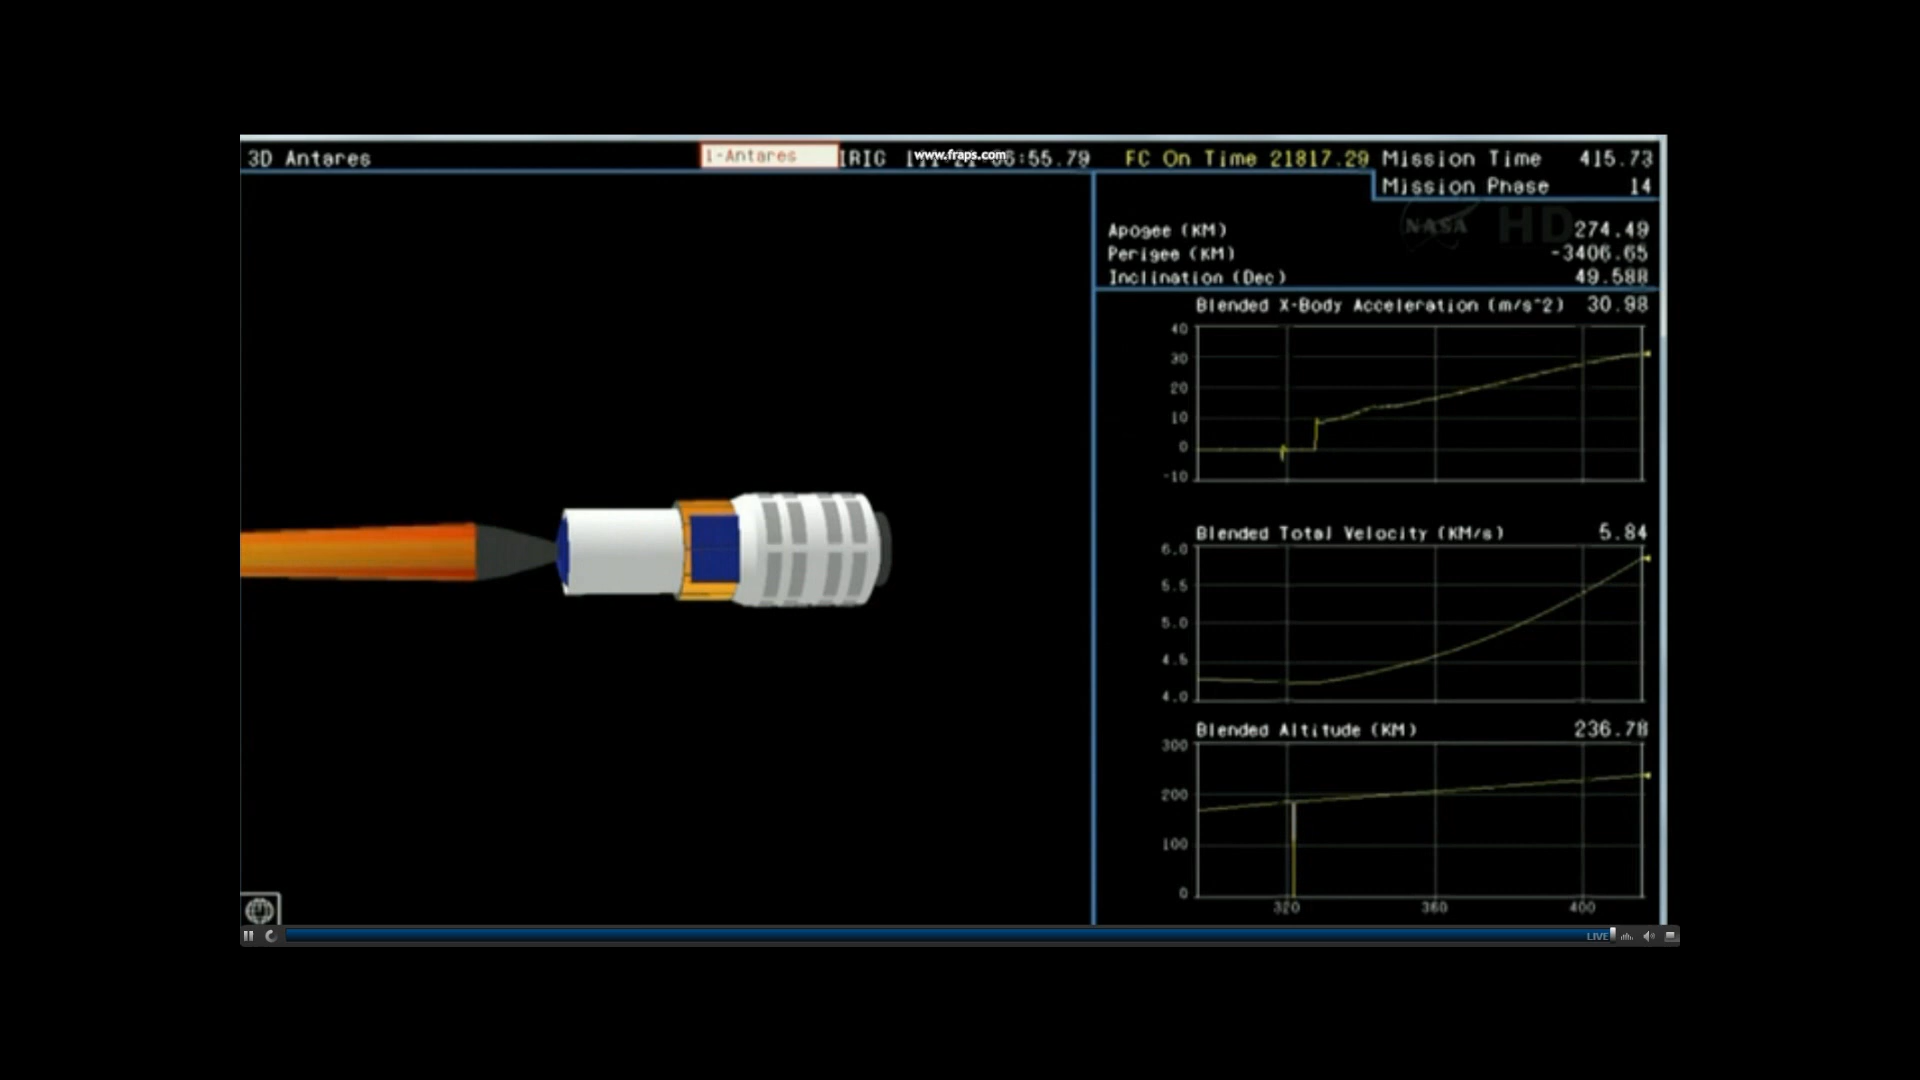 3D Antares
1-Antares
IRIC
www.fraps.com
:55.79
FC On Time 21817.29
Mission Time 415.73
Mission Phase 14
NASA HD
Apogee (KM) 274.49
Perigee (KM) -3406.65
Inclination (Deg) 49.588
Blended X-Body Acceleration (m/s^2) 30.98
40
30
20
10
0
-10
Blended Total Velocity (KM/s) 5.84
6.0
5.5
5.0
4.5
4.0
Blended Altitude (KM) 236.78
300
200
100
0
320 360 400
LIVE